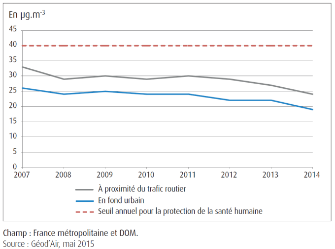 En µg.m-³
45
40
35
30
25
20
15
10
5
0
2007 2008 2009 2010 2011 2012 2013 2014
À proximité du trafic routier
En fond urbain
Seuil annuel pour la protection de la santé humaine
Champ : France métropolitaine et DOM.
Source : Géod'Air, mai 2015